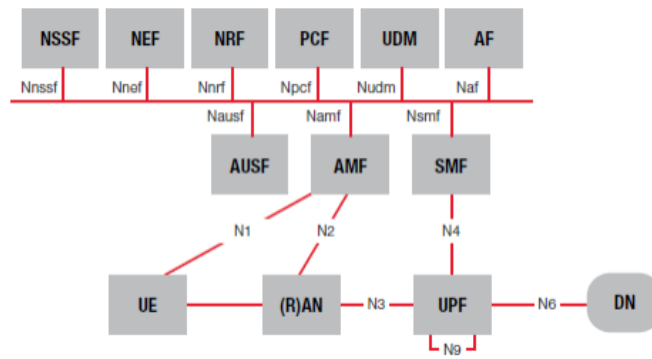 NSSF NEF NRF PCF UDM AF
Nnssf Nnef Nnrf Npcf Nudm Naf
Nausf Namf Nsmf
AUSF AMF SMF
N1 N2 N4
UE (R)AN N3 UPF N6 DN
N9